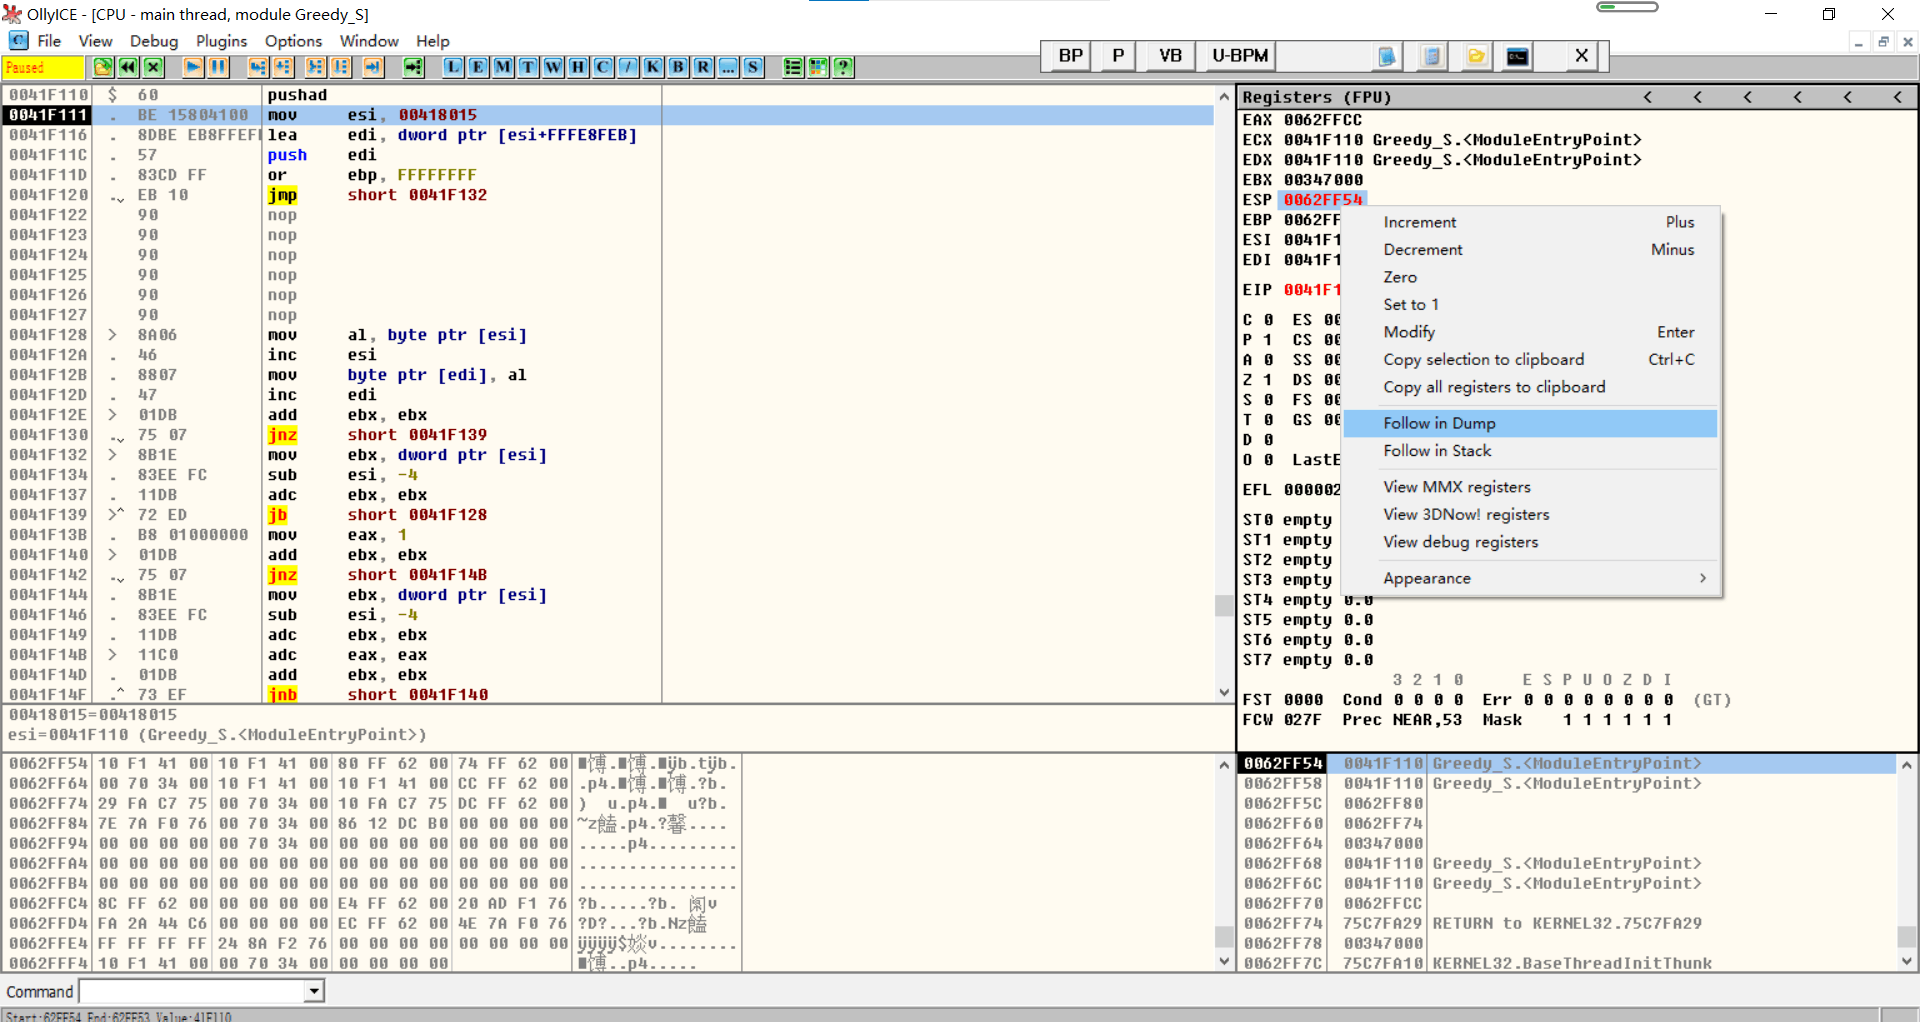 OllyICE - [CPU - main thread, module Greedy_S]
File View Debug Plugins Options Window Help
BP P VB U-BPM X
Paused L E M T W H C / K B R ... S ?
0041F110 $ 60 pushad
0041F111 . BE 15804100 mov esi, 00418015
0041F116 . 8DBE EB8FFEFF lea edi, dword ptr [esi+FFFE8FEB]
0041F11C . 57 push edi
0041F11D . 83CD FF or ebp, FFFFFFFF
0041F120 . EB 10 jmp short 0041F132
0041F122 90 nop
0041F123 90 nop
0041F124 90 nop
0041F125 90 nop
0041F126 90 nop
0041F127 90 nop
0041F128 > 8A06 mov al, byte ptr [esi]
0041F12A . 46 inc esi
0041F12B . 8807 mov byte ptr [edi], al
0041F12D . 47 inc edi
0041F12E > 01DB add ebx, ebx
0041F130 . 75 07 jnz short 0041F139
0041F132 > 8B1E mov ebx, dword ptr [esi]
0041F134 . 83EE FC sub esi, -4
0041F137 . 11DB adc ebx, ebx
0041F139 >^ 72 ED jb short 0041F128
0041F13B . B8 01000000 mov eax, 1
0041F140 > 01DB add ebx, ebx
0041F142 . 75 07 jnz short 0041F14B
0041F144 . 8B1E mov ebx, dword ptr [esi]
0041F146 . 83EE FC sub esi, -4
0041F149 . 11DB adc ebx, ebx
0041F14B > 11C0 adc eax, eax
0041F14D . 01DB add ebx, ebx
0041F14F .^ 73 EF jnb short 0041F140
00418015=00418015
esi=0041F110 (Greedy_S.<ModuleEntryPoint>)
Registers (FPU) < < < < < <
EAX 0062FFCC
ECX 0041F110 Greedy_S.<ModuleEntryPoint>
EDX 0041F110 Greedy_S.<ModuleEntryPoint>
EBX 00347000
ESP 0062FF54
EBP 0062FF
ESI 0041F1
EDI 0041F1
EIP 0041F1
C 0 ES 00
P 1 CS 00
A 0 SS 00
Z 1 DS 00
S 0 FS 00
T 0 GS 00
D 0
O 0 LastE
EFL 000002
ST0 empty
ST1 empty
ST2 empty
ST3 empty
ST4 empty 0.0
ST5 empty 0.0
ST6 empty 0.0
ST7 empty 0.0
3 2 1 0 E S P U O Z D I
FST 0000 Cond 0 0 0 0 Err 0 0 0 0 0 0 0 0 (GT)
FCW 027F Prec NEAR,53 Mask 1 1 1 1 1 1
Increment Plus
Decrement Minus
Zero
Set to 1
Modify Enter
Copy selection to clipboard Ctrl+C
Copy all registers to clipboard
Follow in Dump
Follow in Stack
View MMX registers
View 3DNow! registers
View debug registers
Appearance >
0062FF54 10 F1 41 00 10 F1 41 00 80 FF 62 00 74 FF 62 00
0062FF64 00 70 34 00 10 F1 41 00 10 F1 41 00 CC FF 62 00
0062FF74 29 FA C7 75 00 70 34 00 10 FA C7 75 DC FF 62 00
0062FF84 7E 7A F0 76 00 70 34 00 86 12 DC B0 00 00 00 00
0062FF94 00 00 00 00 00 70 34 00 00 00 00 00 00 00 00 00 .....p4.........
0062FFA4 00 00 00 00 00 00 00 00 00 00 00 00 00 00 00 00 ................
0062FFB4 00 00 00 00 00 00 00 00 00 00 00 00 00 00 00 00 ................
0062FFC4 8C FF 62 00 00 00 00 00 E4 FF 62 00 20 AD F1 76
0062FFD4 FA 2A 44 C6 00 00 00 00 EC FF 62 00 4E 7A F0 76
0062FFE4 FF FF FF FF 24 8A F2 76 00 00 00 00 00 00 00 00
0062FFF4 10 F1 41 00 00 70 34 00 00 00 00 00
0062FF54 0041F110 Greedy_S.<ModuleEntryPoint>
0062FF58 0041F110 Greedy_S.<ModuleEntryPoint>
0062FF5C 0062FF80
0062FF60 0062FF74
0062FF64 00347000
0062FF68 0041F110 Greedy_S.<ModuleEntryPoint>
0062FF6C 0041F110 Greedy_S.<ModuleEntryPoint>
0062FF70 0062FFCC
0062FF74 75C7FA29 RETURN to KERNEL32.75C7FA29
0062FF78 00347000
0062FF7C 75C7FA10 KERNEL32.BaseThreadInitThunk
Command
Start:62FF54 End:62FF53 Value:41F110